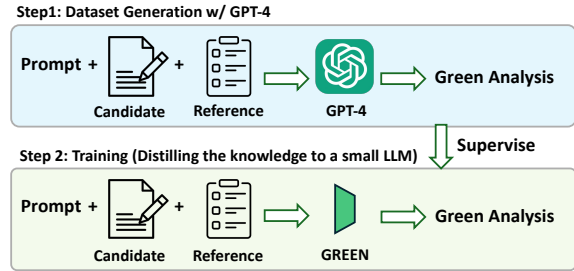 Step1: Dataset Generation w/ GPT-4
Prompt + + Green Analysis
Candidate Reference GPT-4
Supervise
Step 2: Training (Distilling the knowledge to a small LLM)
Prompt + + Green Analysis
Candidate Reference GREEN